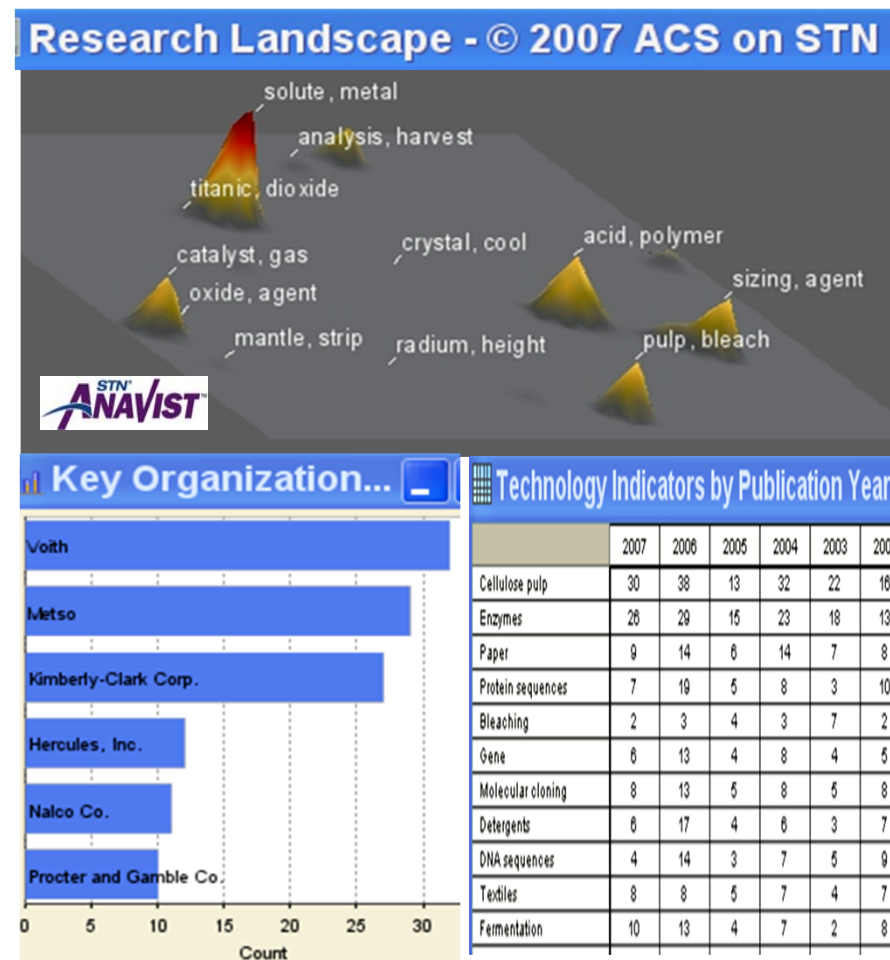 Research Landscape - © 2007 ACS on STN
solute, metal
analysis, harvest
titanic, dioxide
acid, polymer
crystal, cool
catalyst, gas
sizing, agent
oxide, agent
mantle, strip
radium, height
pulp, bleach
STN®
ANAVIST™
Key Organization...
Voith
Metso
Kimberly-Clark Corp.
Hercules, Inc.
Nalco Co.
Procter and Gamble Co.
0 5 10 15 20 25 30
Count
Technology Indicators by Publication Year
2007 2006 2005 2004 2003
Cellulose pulp 30 38 13 32 22 16
Enzymes 26 29 15 23 18 13
Paper 9 14 6 14 7 8
Protein sequences 7 19 5 8 3 10
Bleaching 2 3 4 3 7 2
Gene 6 13 4 8 4 5
Molecular cloning 8 13 5 8 5 8
Detergents 6 17 4 6 3 7
DNA sequences 4 14 3 7 5 9
Textiles 8 8 5 7 4 7
Fermentation 10 13 4 7 2 8